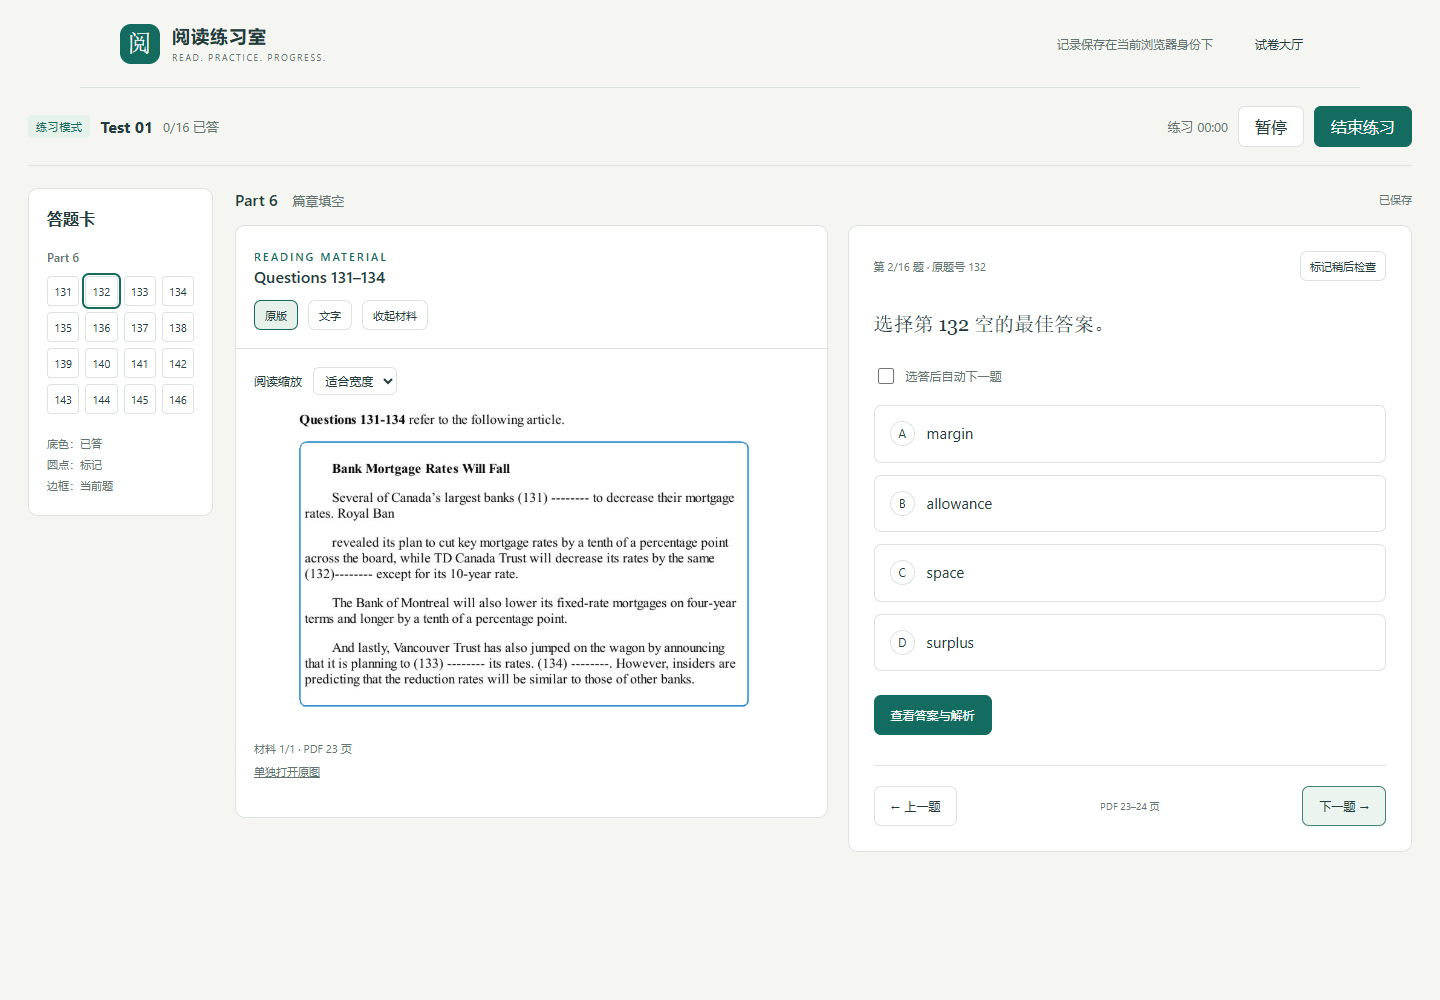 阅
阅读练习室
READ. PRACTICE. PROGRESS.
记录保存在当前浏览器身份下
试卷大厅
练习模式
Test 01
0/16 已答
练习 00:00
暂停
结束练习
答题卡
Part 6
131 132 133 134
135 136 137 138
139 140 141 142
143 144 145 146
底色：已答
圆点：标记
边框：当前题
Part 6 篇章填空
已保存
READING MATERIAL
Questions 131–134
原版
文字
收起材料
阅读缩放
适合宽度
Questions 131-134 refer to the following article.
Bank Mortgage Rates Will Fall
Several of Canada's largest banks (131) -------- to decrease their mortgage
rates. Royal Ban
revealed its plan to cut key mortgage rates by a tenth of a percentage point
across the board, while TD Canada Trust will decrease its rates by the same
(132)-------- except for its 10-year rate.
The Bank of Montreal will also lower its fixed-rate mortgages on four-year
terms and longer by a tenth of a percentage point.
And lastly, Vancouver Trust has also jumped on the wagon by announcing
that it is planning to (133) -------- its rates. (134) --------. However, insiders are
predicting that the reduction rates will be similar to those of other banks.
材料 1/1 · PDF 23 页
单独打开原图
第 2/16 题 · 原题号 132
标记稍后检查
选择第 132 空的最佳答案。
选答后自动下一题
A margin
B allowance
C space
D surplus
查看答案与解析
← 上一题
PDF 23–24 页
下一题 →